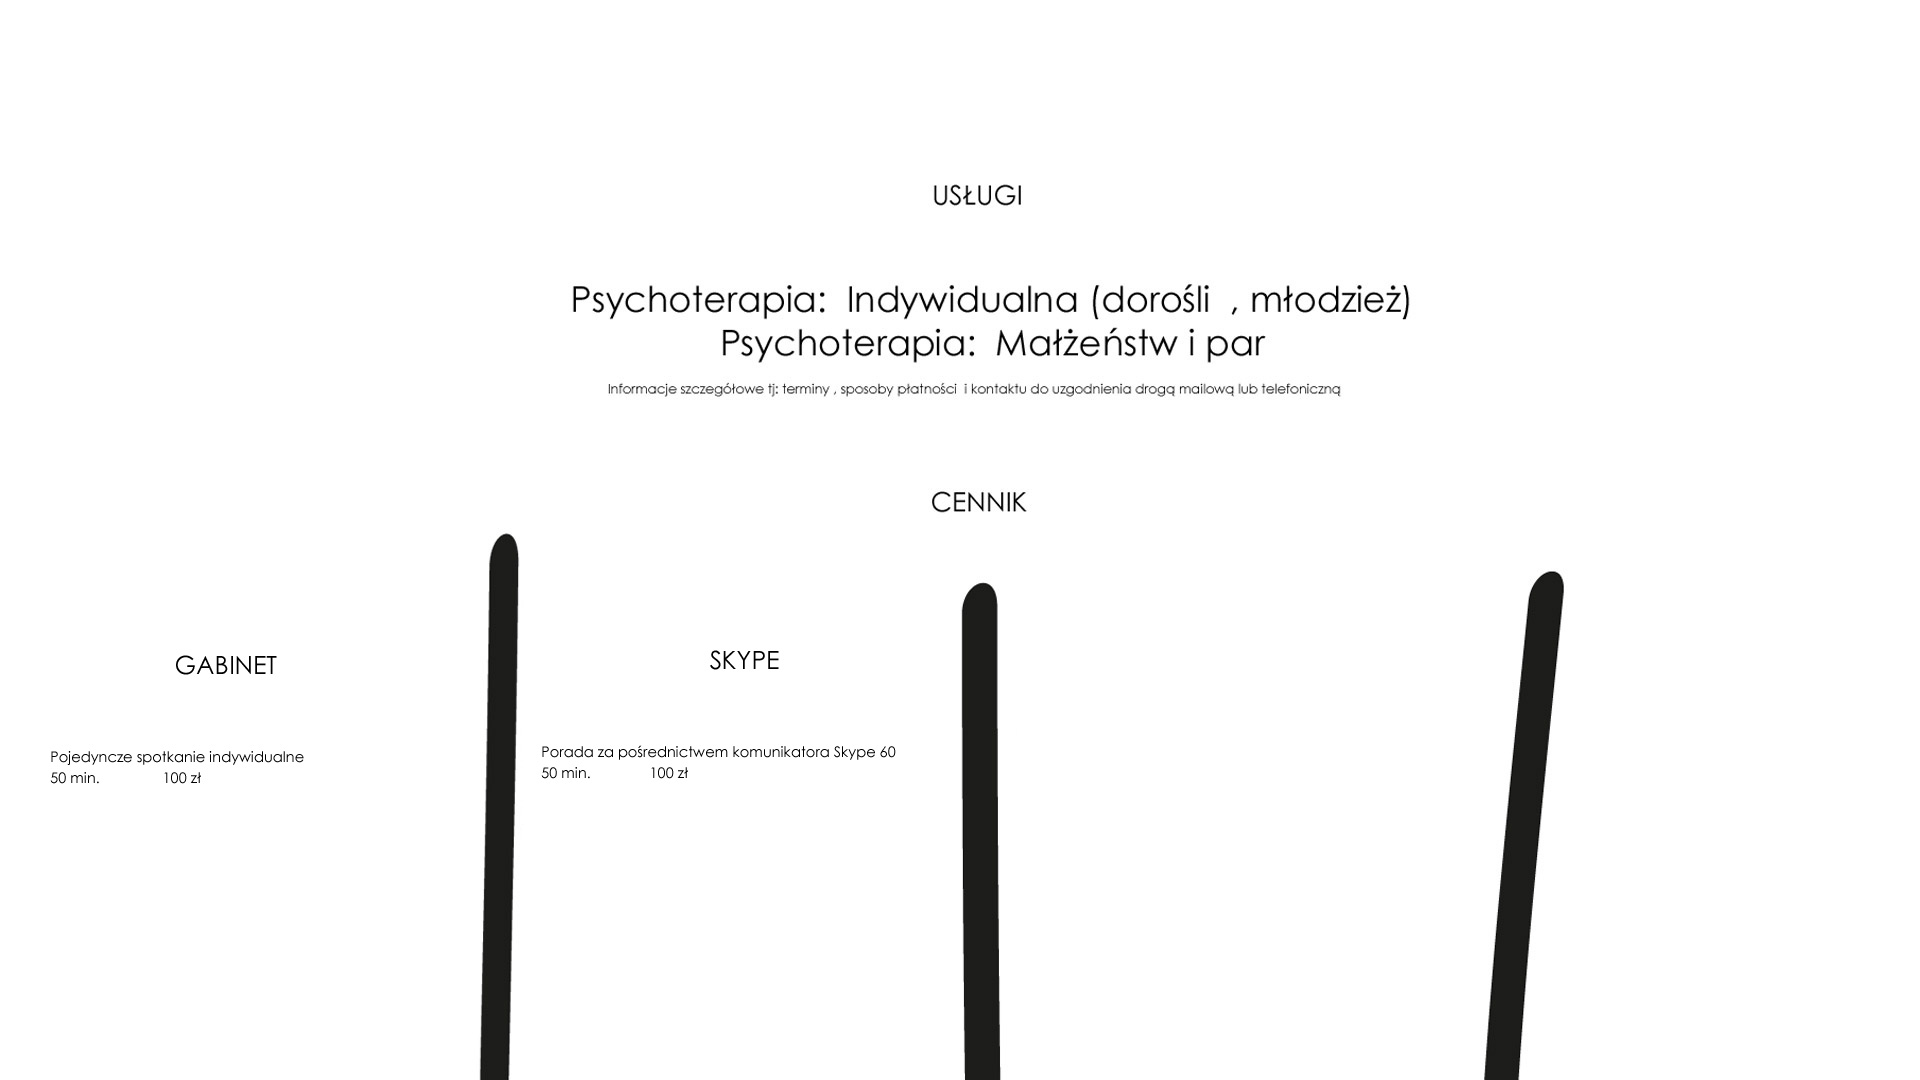 USŁUGI
Psychoterapia:  Indywidualna (dorośli  , młodzież)
Psychoterapia:  Małżeństw i par
Informacje szczegółowe tj: terminy , sposoby płatności  i kontaktu do uzgodnienia drogą mailową lub telefoniczną
CENNIK
GABINET
Pojedyncze spotkanie indywidualne
50 min. 100 zł
SKYPE
Porada za pośrednictwem komunikatora Skype 60
50 min. 100 zł